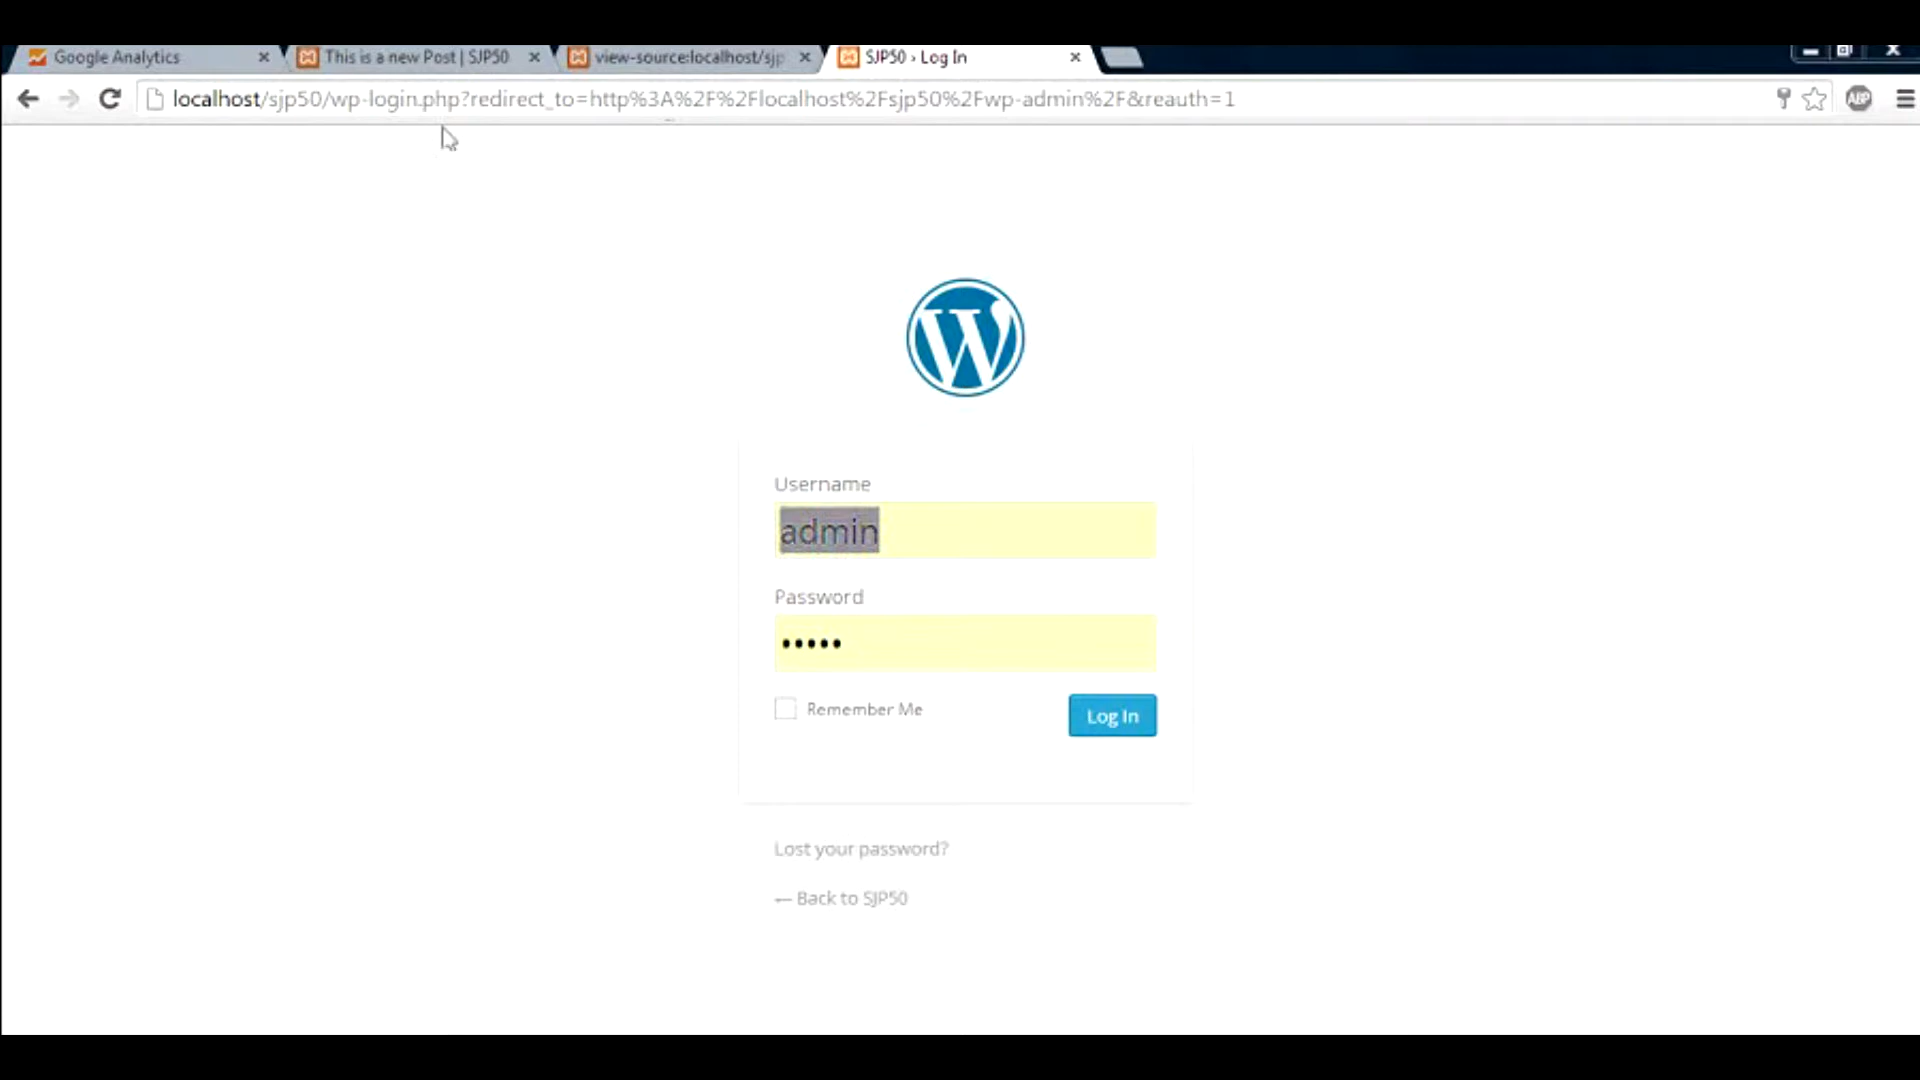 Google Analytics
This is a new Post | SJP50
view-source:localhost/sjp
SJP50 › Log In
localhost/sjp50/wp-login.php?redirect_to=http%3A%2F%2Flocalhost%2Fsjp50%2Fwp-admin%2F&reauth=1
ABP
Username
admin
Password
Remember Me
Log In
Lost your password?
← Back to SJP50